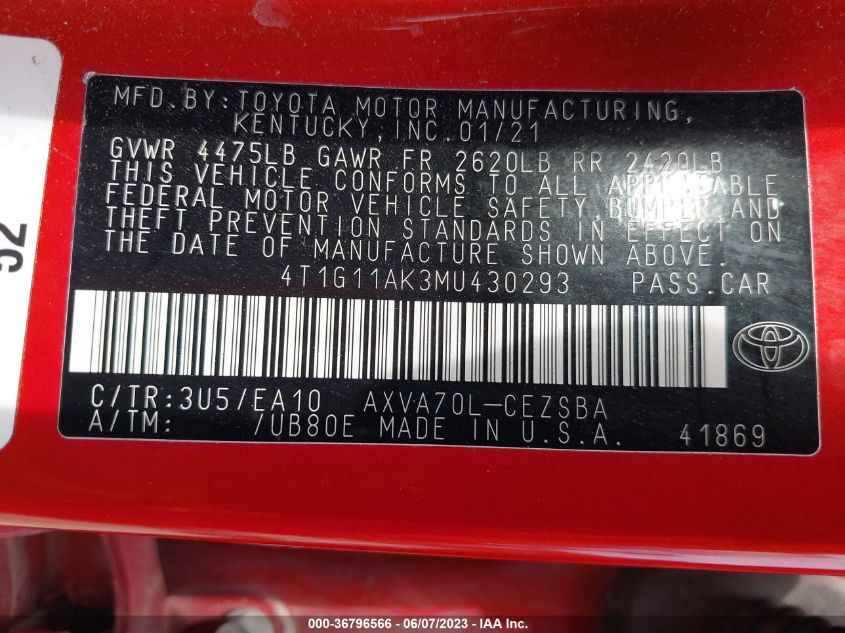 52
MFD.BY:TOYOTA MOTOR MANUFACTURING,
KENTUCKY,INC.01/21
GVWR 4475LB GAWR FR 2620LB RR 2420LB
THIS VEHICLE CONFORMS TO ALL APPLICABLE
FEDERAL MOTOR VEHICLE SAFETY,BUMPER,AND
THEFT PREVENTION STANDARDS IN EFFECT ON
THE DATE OF MANUFACTURE SHOWN ABOVE.
4T1G11AK3MU430293 PASS.CAR
C/TR:3U5/EA10 AXVA70L-CEZSBA
A/TM: /UB80E MADE IN U.S.A. 41869
000-36796566 - 06/07/2023 - IAAI.COM